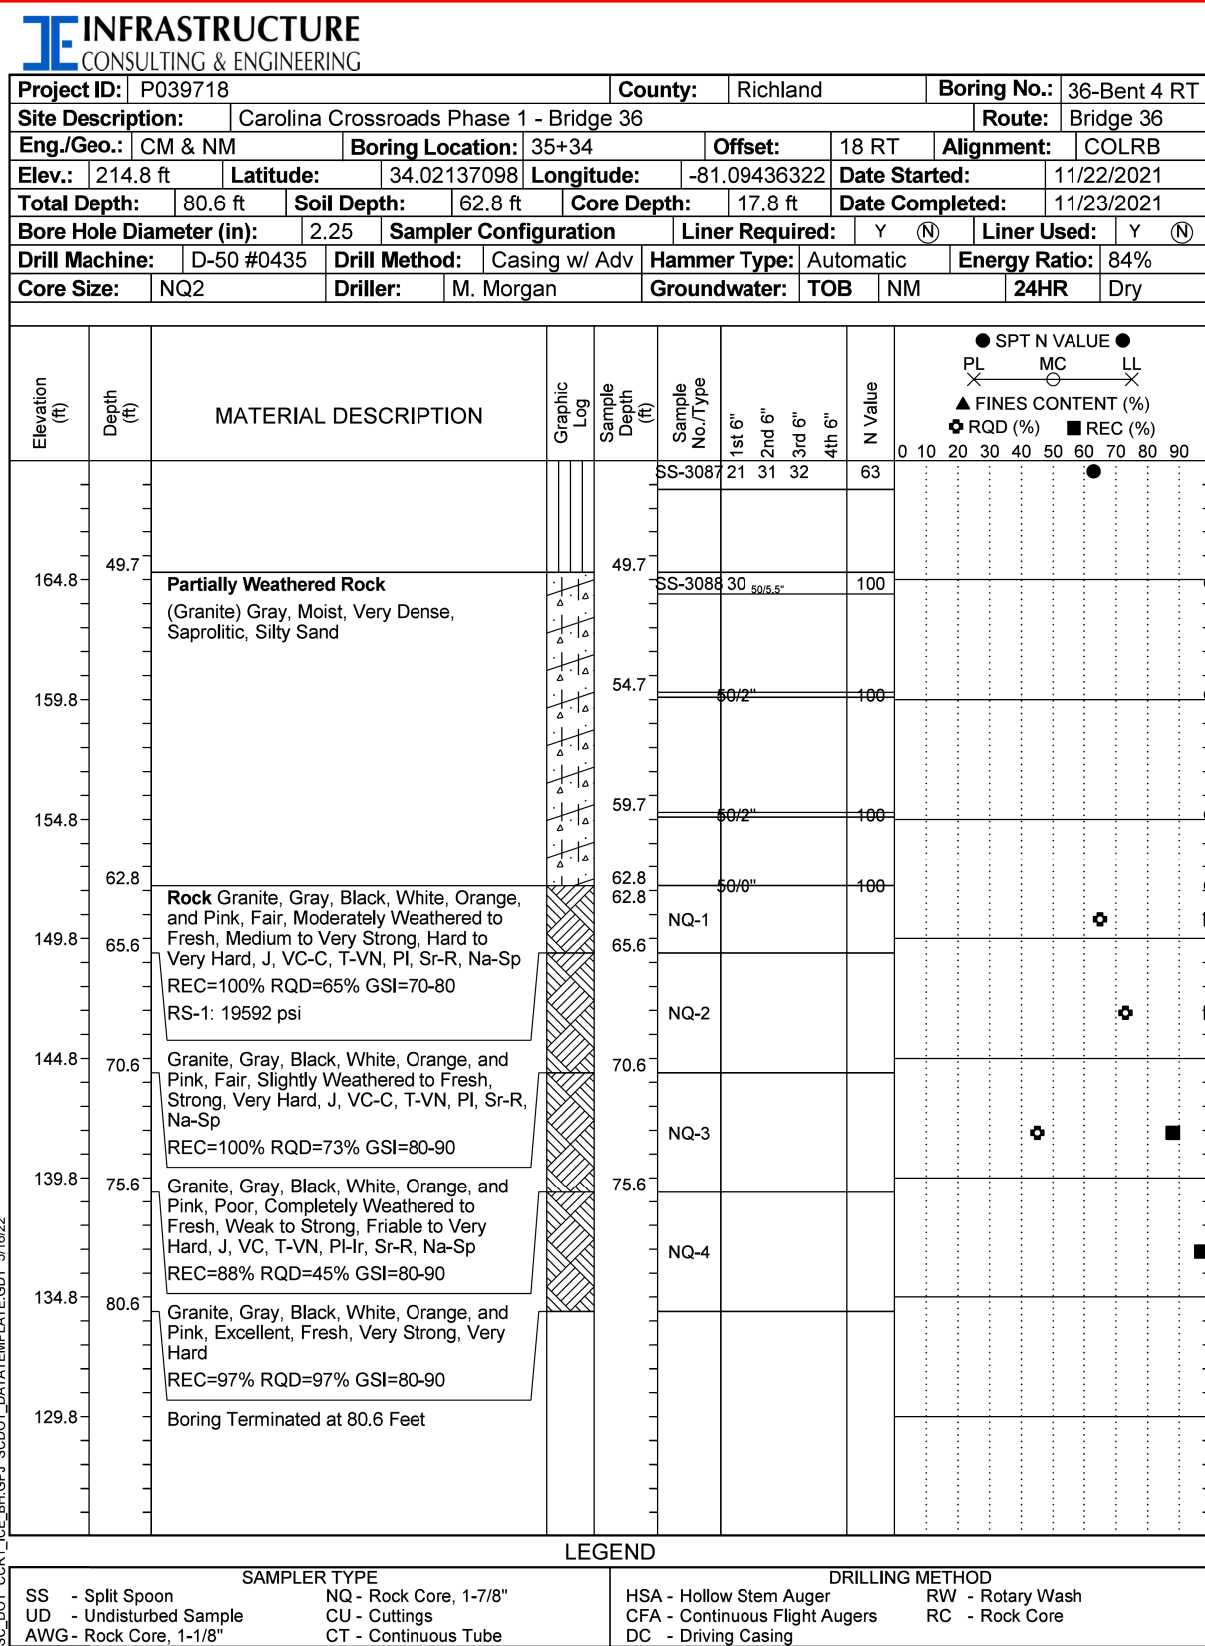 INFRASTRUCTURE
CONSULTING & ENGINEERING
Project ID: P039718 County: Richland Boring No.: 36-Bent 4 RT
Site Description: Carolina Crossroads Phase 1 - Bridge 36 Route: Bridge 36
Eng./Geo.: CM & NM Boring Location: 35+34 Offset: 18 RT Alignment: COLRB
Elev.: 214.8 ft Latitude: 34.02137098 Longitude: -81.09436322 Date Started: 11/22/2021
Total Depth: 80.6 ft Soil Depth: 62.8 ft Core Depth: 17.8 ft Date Completed: 11/23/2021
Bore Hole Diameter (in): 2.25 Sampler Configuration Liner Required: Y N Liner Used: Y N
Drill Machine: D-50 #0435 Drill Method: Casing w/ Adv Hammer Type: Automatic Energy Ratio: 84%
Core Size: NQ2 Driller: M. Morgan Groundwater: TOB NM 24HR Dry
Elevation (ft)
Depth (ft)
MATERIAL DESCRIPTION
Graphic Log
Sample Depth (ft)
Sample No./Type
1st 6"
2nd 6"
3rd 6"
4th 6"
N Value
● SPT N VALUE ●
PL MC LL
▲ FINES CONTENT (%)
RQD (%) ■ REC (%)
0 10 20 30 40 50 60 70 80 90
SS-3087 21 31 32 63
49.7 49.7
164.8 Partially Weathered Rock SS-3088 30 50/5.5" 100
(Granite) Gray, Moist, Very Dense,
Saprolitic, Silty Sand
54.7
159.8 50/2" 100
59.7
154.8 50/2" 100
62.8 62.8
50/0" 100
62.8
Rock Granite, Gray, Black, White, Orange,
and Pink, Fair, Moderately Weathered to NQ-1
149.8 Fresh, Medium to Very Strong, Hard to
65.6 Very Hard, J, VC-C, T-VN, Pl, Sr-R, Na-Sp 65.6
REC=100% RQD=65% GSI=70-80
RS-1: 19592 psi NQ-2
144.8 Granite, Gray, Black, White, Orange, and
70.6 Pink, Fair, Slightly Weathered to Fresh, 70.6
Strong, Very Hard, J, VC-C, T-VN, Pl, Sr-R,
Na-Sp NQ-3
REC=100% RQD=73% GSI=80-90
139.8
75.6 Granite, Gray, Black, White, Orange, and 75.6
Pink, Poor, Completely Weathered to
Fresh, Weak to Strong, Friable to Very
Hard, J, VC, T-VN, Pl-Ir, Sr-R, Na-Sp NQ-4
REC=88% RQD=45% GSI=80-90
134.8
80.6
Granite, Gray, Black, White, Orange, and
Pink, Excellent, Fresh, Very Strong, Very
Hard
REC=97% RQD=97% GSI=80-90
129.8 Boring Terminated at 80.6 Feet
LEGEND
SAMPLER TYPE DRILLING METHOD
SS - Split Spoon NQ - Rock Core, 1-7/8" HSA - Hollow Stem Auger RW - Rotary Wash
UD - Undisturbed Sample CU - Cuttings CFA - Continuous Flight Augers RC - Rock Core
AWG - Rock Core, 1-1/8" CT - Continuous Tube DC - Driving Casing